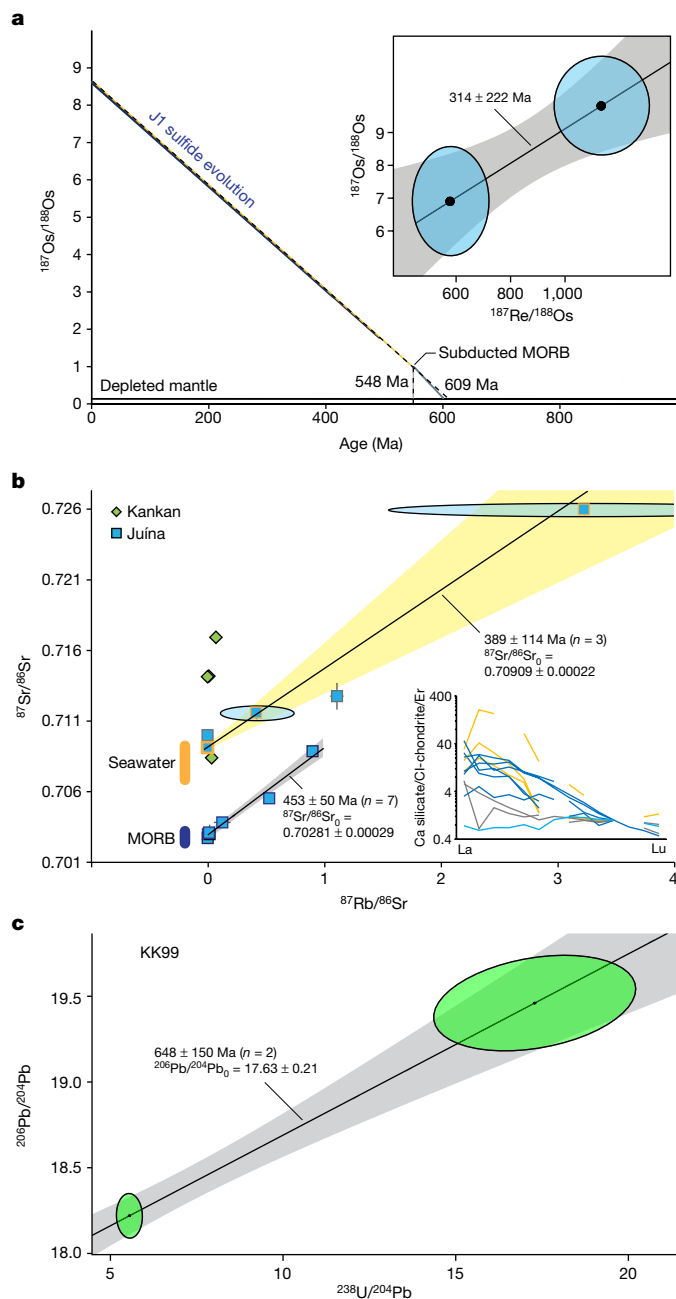 a
9
8
7
6
5
4
3
2
1
0
¹⁸⁷Os/¹⁸⁸Os
J1 sulfide evolution
Subducted MORB
548 Ma
609 Ma
Depleted mantle
0
200
400
600
800
Age (Ma)
314 ± 222 Ma
¹⁸⁷Os/¹⁸⁸Os
9
8
7
6
600
800
1,000
¹⁸⁷Re/¹⁸⁸Os
b
Kankan
Juína
0.726
0.721
0.716
0.711
0.706
0.701
⁸⁷Sr/⁸⁶Sr
389 ± 114 Ma (n = 3)
⁸⁷Sr/⁸⁶Sr₀ =
0.70909 ± 0.00022
Seawater
MORB
453 ± 50 Ma (n = 7)
⁸⁷Sr/⁸⁶Sr₀ =
0.70281 ± 0.00029
Ca silicate/CI-chondrite/Er
400
40
4
0.4
La
Lu
0
1
2
3
4
⁸⁷Rb/⁸⁶Sr
c
KK99
19.5
19.0
18.5
18.0
²⁰⁶Pb/²⁰⁴Pb
648 ± 150 Ma (n = 2)
²⁰⁶Pb/²⁰⁴Pb₀ = 17.63 ± 0.21
5
10
15
20
²³⁸U/²⁰⁴Pb